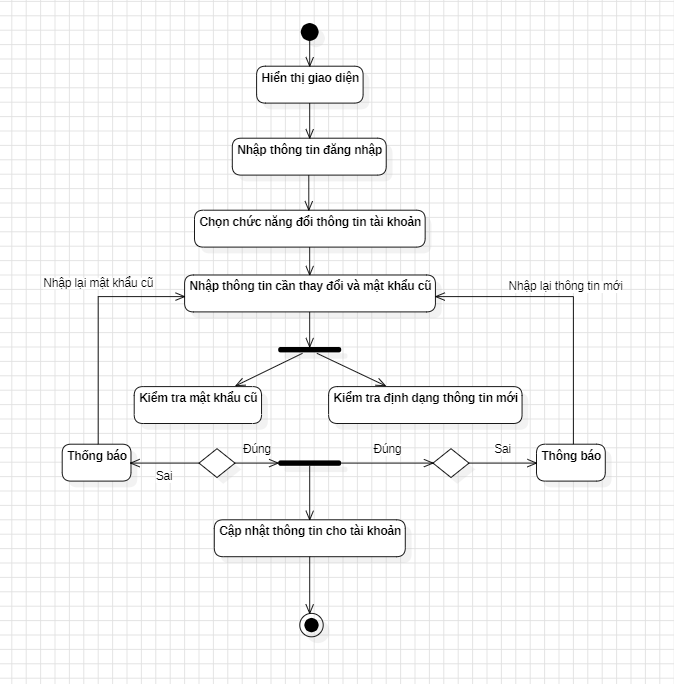 Hiển thị giao diện
Nhập thông tin đăng nhập
Chọn chức năng đổi thông tin tài khoản
Nhập lại mật khẩu cũ
Nhập thông tin cần thay đổi và mật khẩu cũ
Nhập lại thông tin mới
Kiểm tra mật khẩu cũ
Kiểm tra định dạng thông tin mới
Thống báo
Sai
Đúng
Đúng
Sai
Thông báo
Cập nhật thông tin cho tài khoản